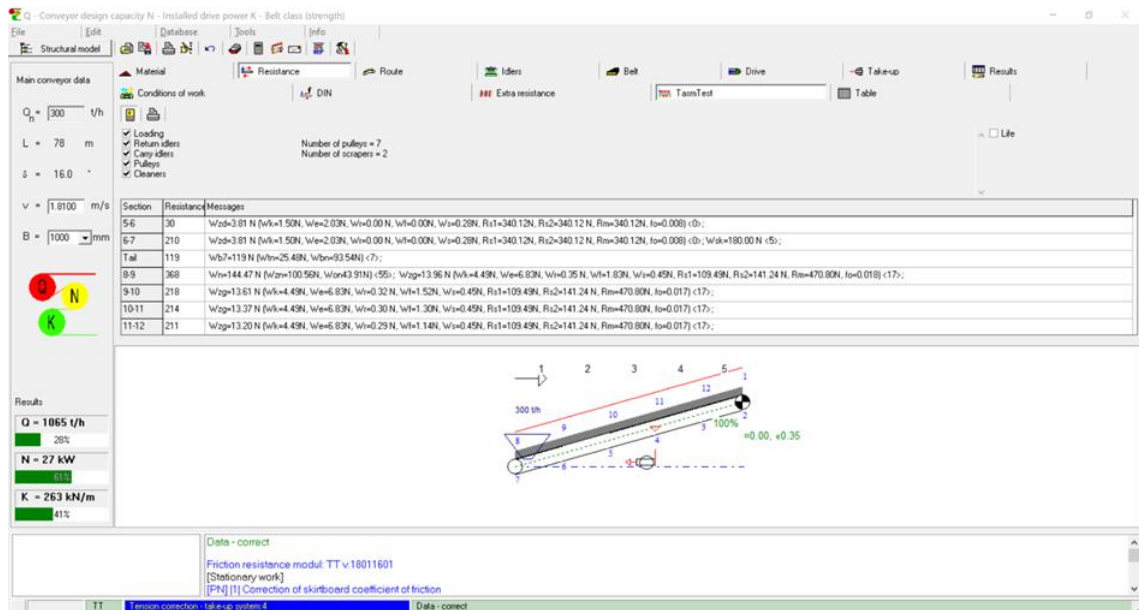 Q - Conveyor design capacity N - Installed drive power K - Belt class (strength)
File Edit Database Tools Info
Structural model
Material Resistance Route Idlers Belt Drive Take-up Results
Conditions of work DIN Extra resistance TasmTest Table
Main conveyor data
Qn = 300 t/h
L = 78 m
δ = 16.0 °
v = 1.8100 m/s
B = 1000 mm
Q
N
K
Loading
Return idlers
Carry idlers
Pulleys
Cleaners
Number of pulleys = 7
Number of scrapers = 2
Life
Section Resistance Messages
5-6 30 Wzd=3.81 N (Wk=1.50N, We=2.03N, Wr=0.00 N, Wf=0.00N, Ws=0.28N, Rs1=340.12N, Rs2=340.12 N, Rm=340.12N, fo=0.008) <0>;
6-7 210 Wzd=3.81 N (Wk=1.50N, We=2.03N, Wr=0.00 N, Wf=0.00N, Ws=0.28N, Rs1=340.12N, Rs2=340.12 N, Rm=340.12N, fo=0.008) <0>; Wsk=180.00 N <5>;
Tail 119 Wb7=119 N (Wtn=25.48N, Wbn=93.54N) <7>;
8-9 368 Wn=144.47 N (Wzn=100.56N, Won43.91N) <55>; Wzg=13.96 N (Wk=4.49N, We=6.83N, Wr=0.35 N, Wf=1.83N, Ws=0.45N, Rs1=109.49N, Rs2=141.24 N, Rm=470.80N, fo=0.018) <17>;
9-10 218 Wzg=13.61 N (Wk=4.49N, We=6.83N, Wr=0.32 N, Wf=1.52N, Ws=0.45N, Rs1=109.49N, Rs2=141.24 N, Rm=470.80N, fo=0.017) <17>;
10-11 214 Wzg=13.37 N (Wk=4.49N, We=6.83N, Wr=0.30 N, Wf=1.30N, Ws=0.45N, Rs1=109.49N, Rs2=141.24 N, Rm=470.80N, fo=0.017) <17>;
11-12 211 Wzg=13.20 N (Wk=4.49N, We=6.83N, Wr=0.29 N, Wf=1.14N, Ws=0.45N, Rs1=109.49N, Rs2=141.24 N, Rm=470.80N, fo=0.017) <17>;
1 2 3 4 5
1
12
11
10
9
8
300 t/h
2
3
4
5
6
7
100%
=0.00, <0.35
Results
Q = 1065 t/h
28%
N = 27 kW
61%
K = 263 kN/m
41%
Data - correct
Friction resistance modul: TT v.18011601
[Stationary work]
[PN] |1| Correction of skirtboard coefficient of friction
TT Tension correction - take-up system:4 Data - correct